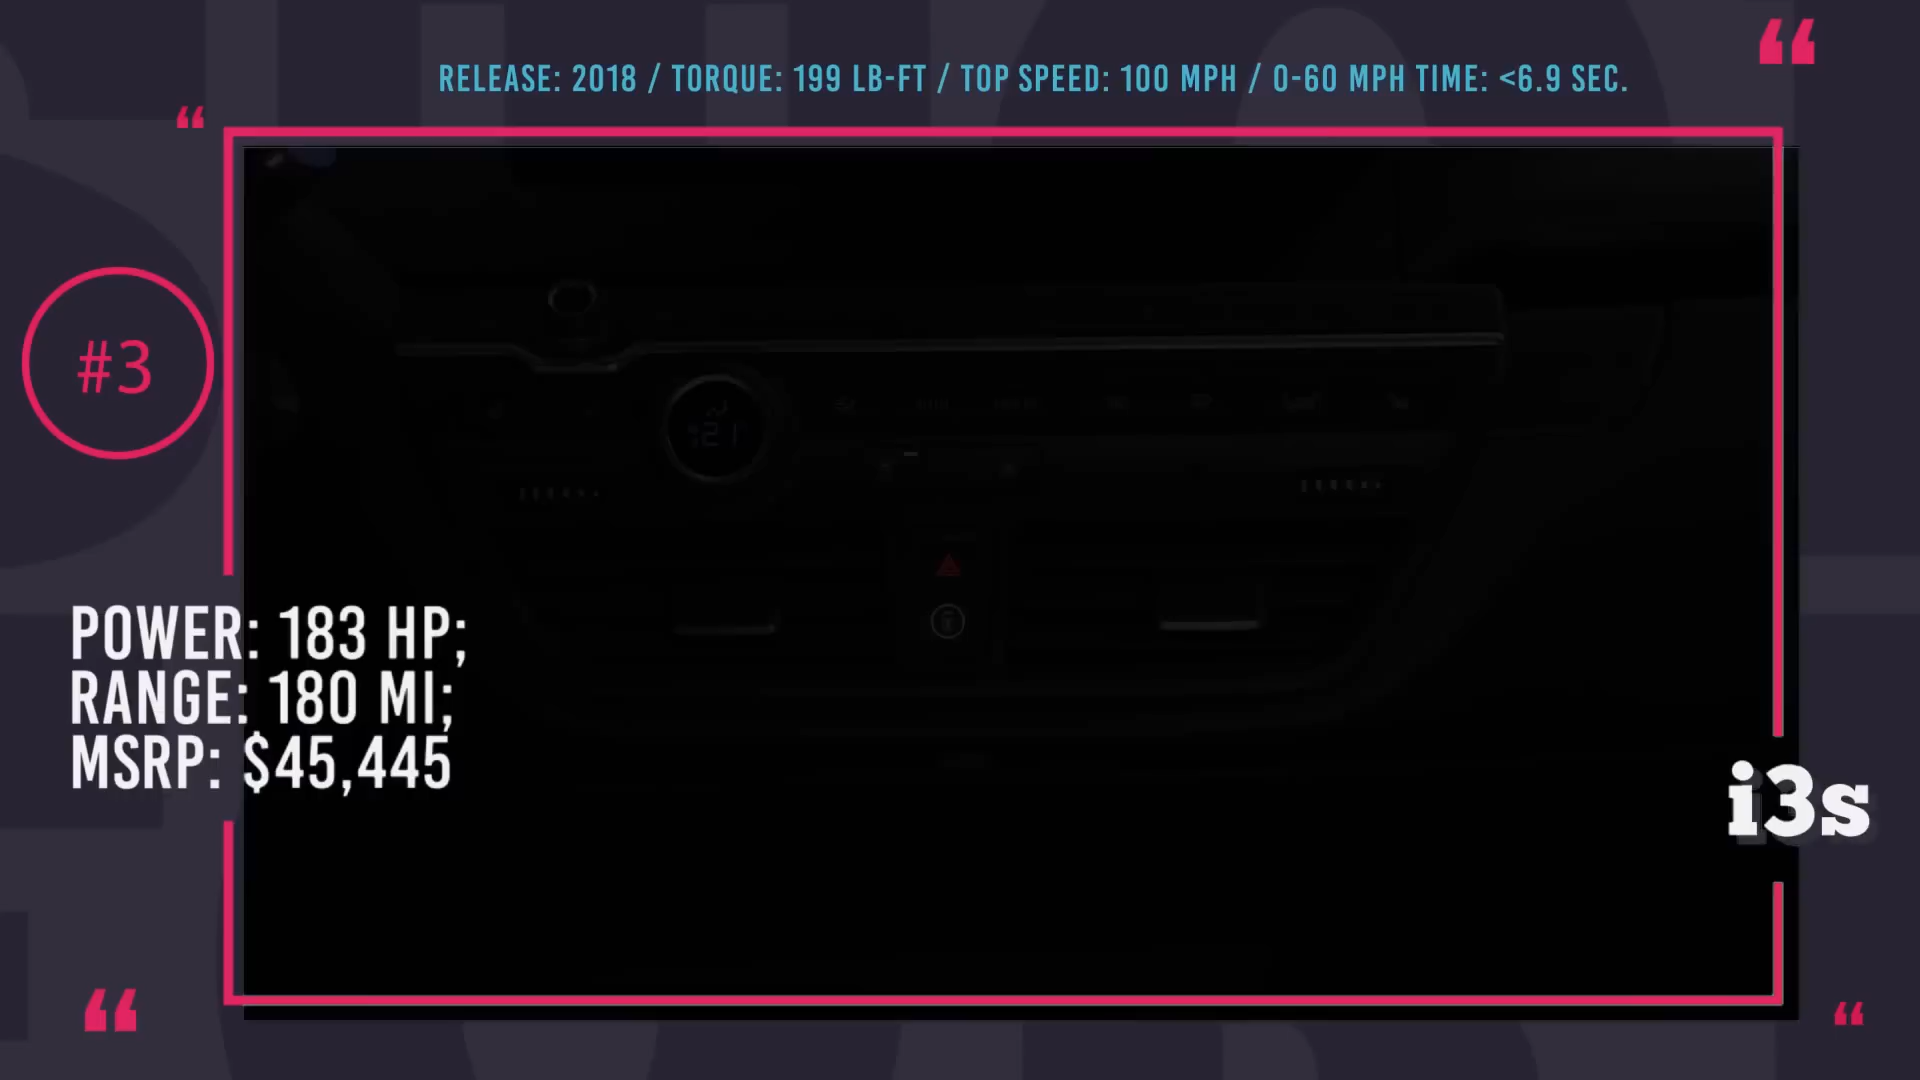 RELEASE: 2018 / TORQUE: 199 LB-FT / TOP SPEED: 100 MPH / 0-60 MPH TIME: <6.9 SEC.
#3
21
POWER: 183 HP;
RANGE: 180 MI;
MSRP: $45,445
i3s